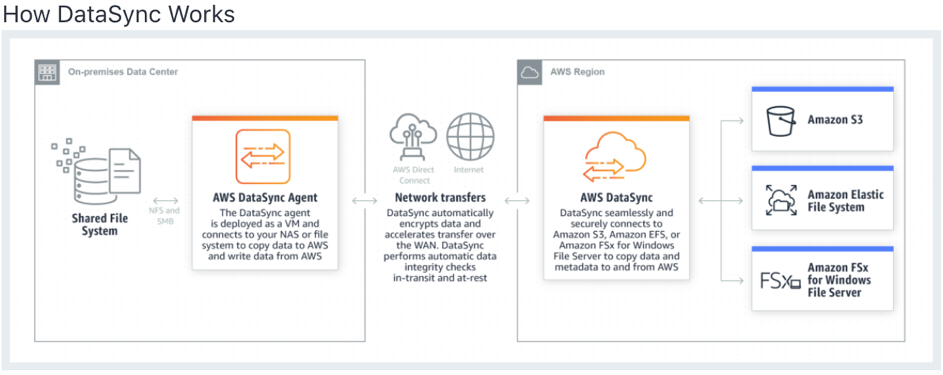 How DataSync Works
On-premises Data Center
Shared File
System
NFS and
SMB
AWS DataSync Agent
The DataSync agent
is deployed as a VM and
connects to your NAS or file
system to copy data to AWS
and write data from AWS
AWS Direct
Connect
Internet
Network transfers
DataSync automatically
encrypts data and
accelerates transfer over
the WAN. DataSync
performs automatic data
integrity checks
in-transit and at-rest
AWS Region
AWS DataSync
DataSync seamlessly and
securely connects to
Amazon S3, Amazon EFS, or
Amazon FSx for Windows
File Server to copy data and
metadata to and from AWS
Amazon S3
Amazon Elastic
File System
FSx
Amazon FSx
for Windows
File Server